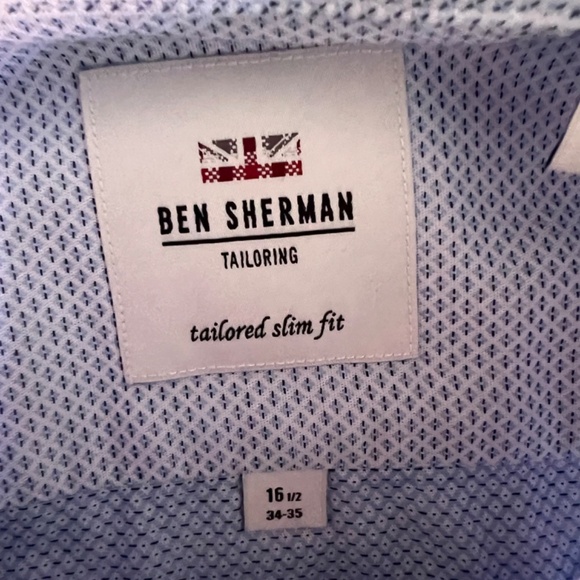 BEN SHERMAN
TAILORING
tailored slim fit
16 1/2
34-35